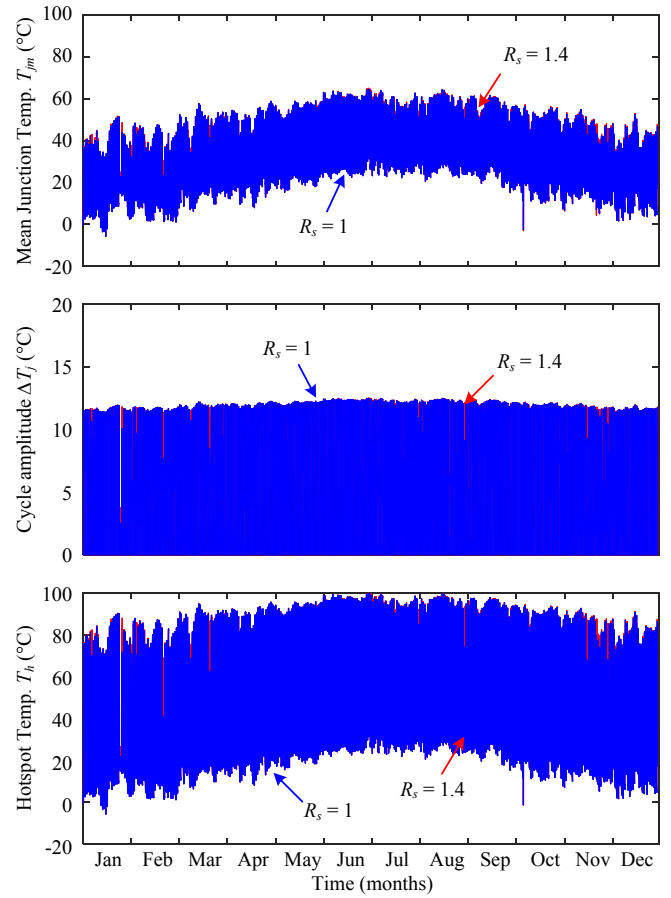 Mean Junction Temp. Tjm (°C)
100
80
60
40
20
0
-20
Rs = 1.4
Rs = 1
Cycle amplitude ΔTj (°C)
20
15
10
5
0
Rs = 1
Rs = 1.4
Hotspot Temp. Th (°C)
100
80
60
40
20
0
-20
Rs = 1
Rs = 1.4
Jan Feb Mar Apr May Jun Jul Aug Sep Oct Nov Dec
Time (months)